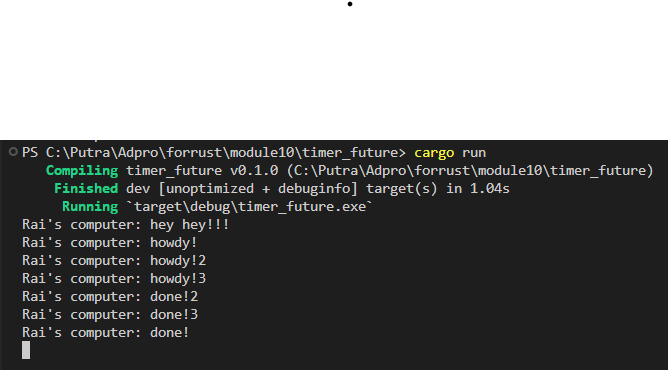 PS C:\Putra\Adpro\forrust\module10\timer_future> cargo run
Compiling timer_future v0.1.0 (C:\Putra\Adpro\forrust\module10\timer_future)
Finished dev [unoptimized + debuginfo] target(s) in 1.04s
Running `target\debug\timer_future.exe`
Rai's computer: hey hey!!!
Rai's computer: howdy!
Rai's computer: howdy!2
Rai's computer: howdy!3
Rai's computer: done!2
Rai's computer: done!3
Rai's computer: done!